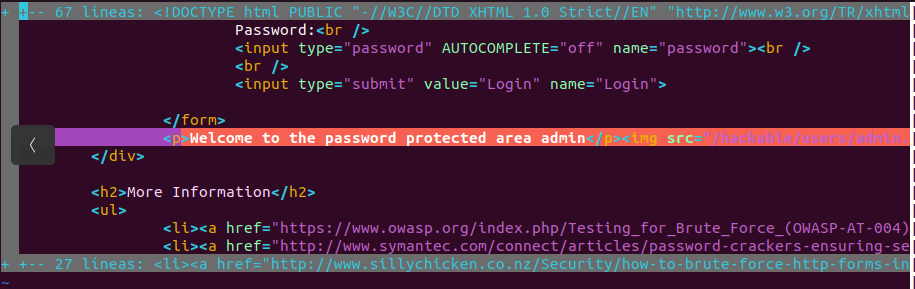 + +-- 67 lineas: <!DOCTYPE html PUBLIC "-//W3C//DTD XHTML 1.0 Strict//EN" "http://www.w3.org/TR/xhtml
Password:<br />
<input type="password" AUTOCOMPLETE="off" name="password"><br />
<br />
<input type="submit" value="Login" name="Login">
</form>
<p>Welcome to the password protected area admin</p><img src="/hackable/users/admin.
</div>
<h2>More Information</h2>
<ul>
<li><a href="https://www.owasp.org/index.php/Testing_for_Brute_Force_(OWASP-AT-004)
<li><a href="http://www.symantec.com/connect/articles/password-crackers-ensuring-se
+ +-- 27 lineas: <li><a href="http://www.sillychicken.co.nz/Security/how-to-brute-force-http-forms-in
~